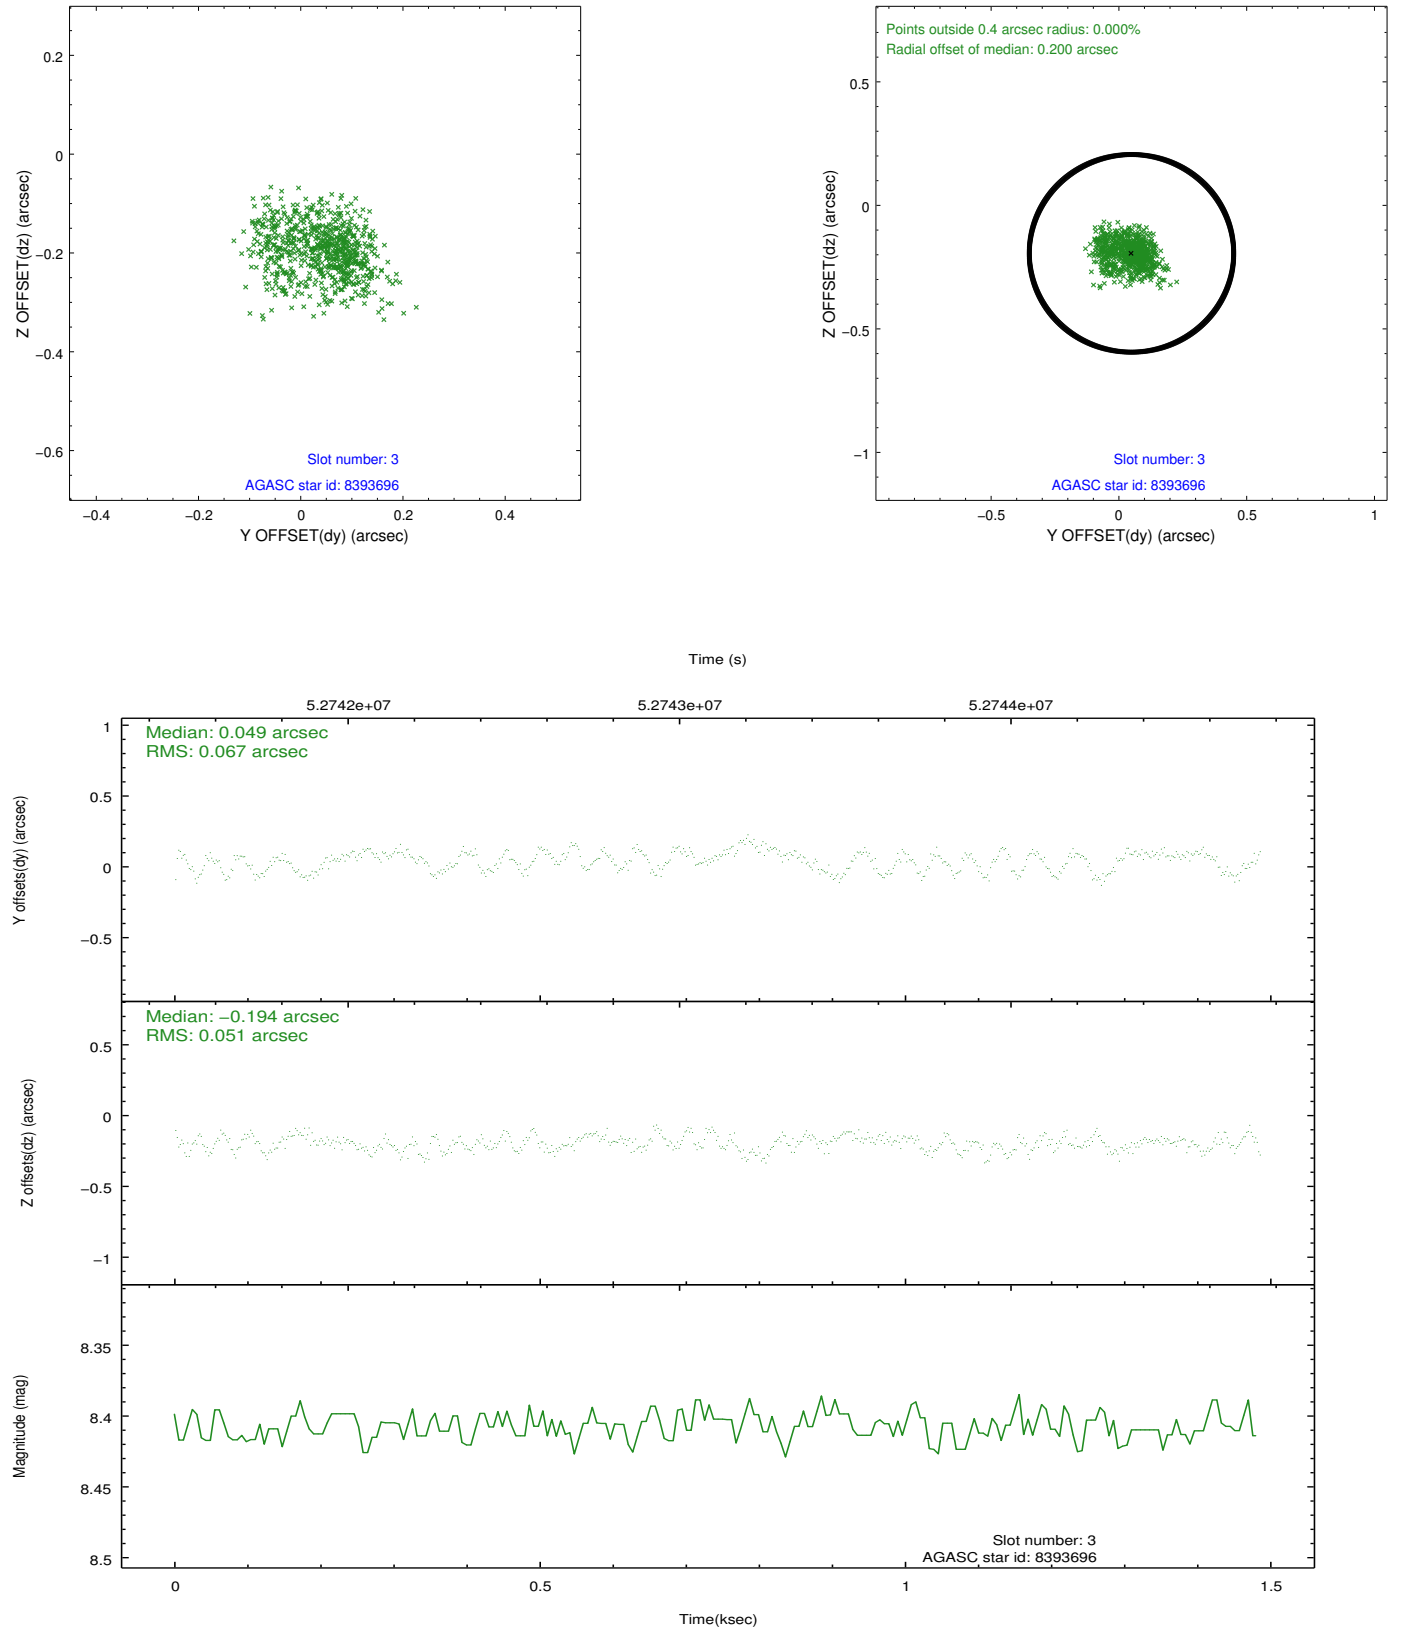 0.2
0
−0.2
−0.4
−0.6
Z OFFSET(dz) (arcsec)
Slot number: 3
AGASC star id: 8393696
−0.4 −0.2 0 0.2 0.4
Y OFFSET(dy) (arcsec)
Points outside 0.4 arcsec radius: 0.000%
Radial offset of median: 0.200 arcsec
0.5
0
−0.5
−1
Z OFFSET(dz) (arcsec)
Slot number: 3
AGASC star id: 8393696
−0.5 0 0.5 1
Y OFFSET(dy) (arcsec)
Time (s)
5.2742e+07 5.2743e+07 5.2744e+07
Median: 0.049 arcsec
RMS: 0.067 arcsec
1
0.5
0
−0.5
Y offsets(dy) (arcsec)
Median: −0.194 arcsec
RMS: 0.051 arcsec
0.5
0
−0.5
−1
Z offsets(dz) (arcsec)
8.35
8.4
8.45
8.5
Magnitude (mag)
Slot number: 3
AGASC star id: 8393696
0 0.5 1 1.5
Time(ksec)